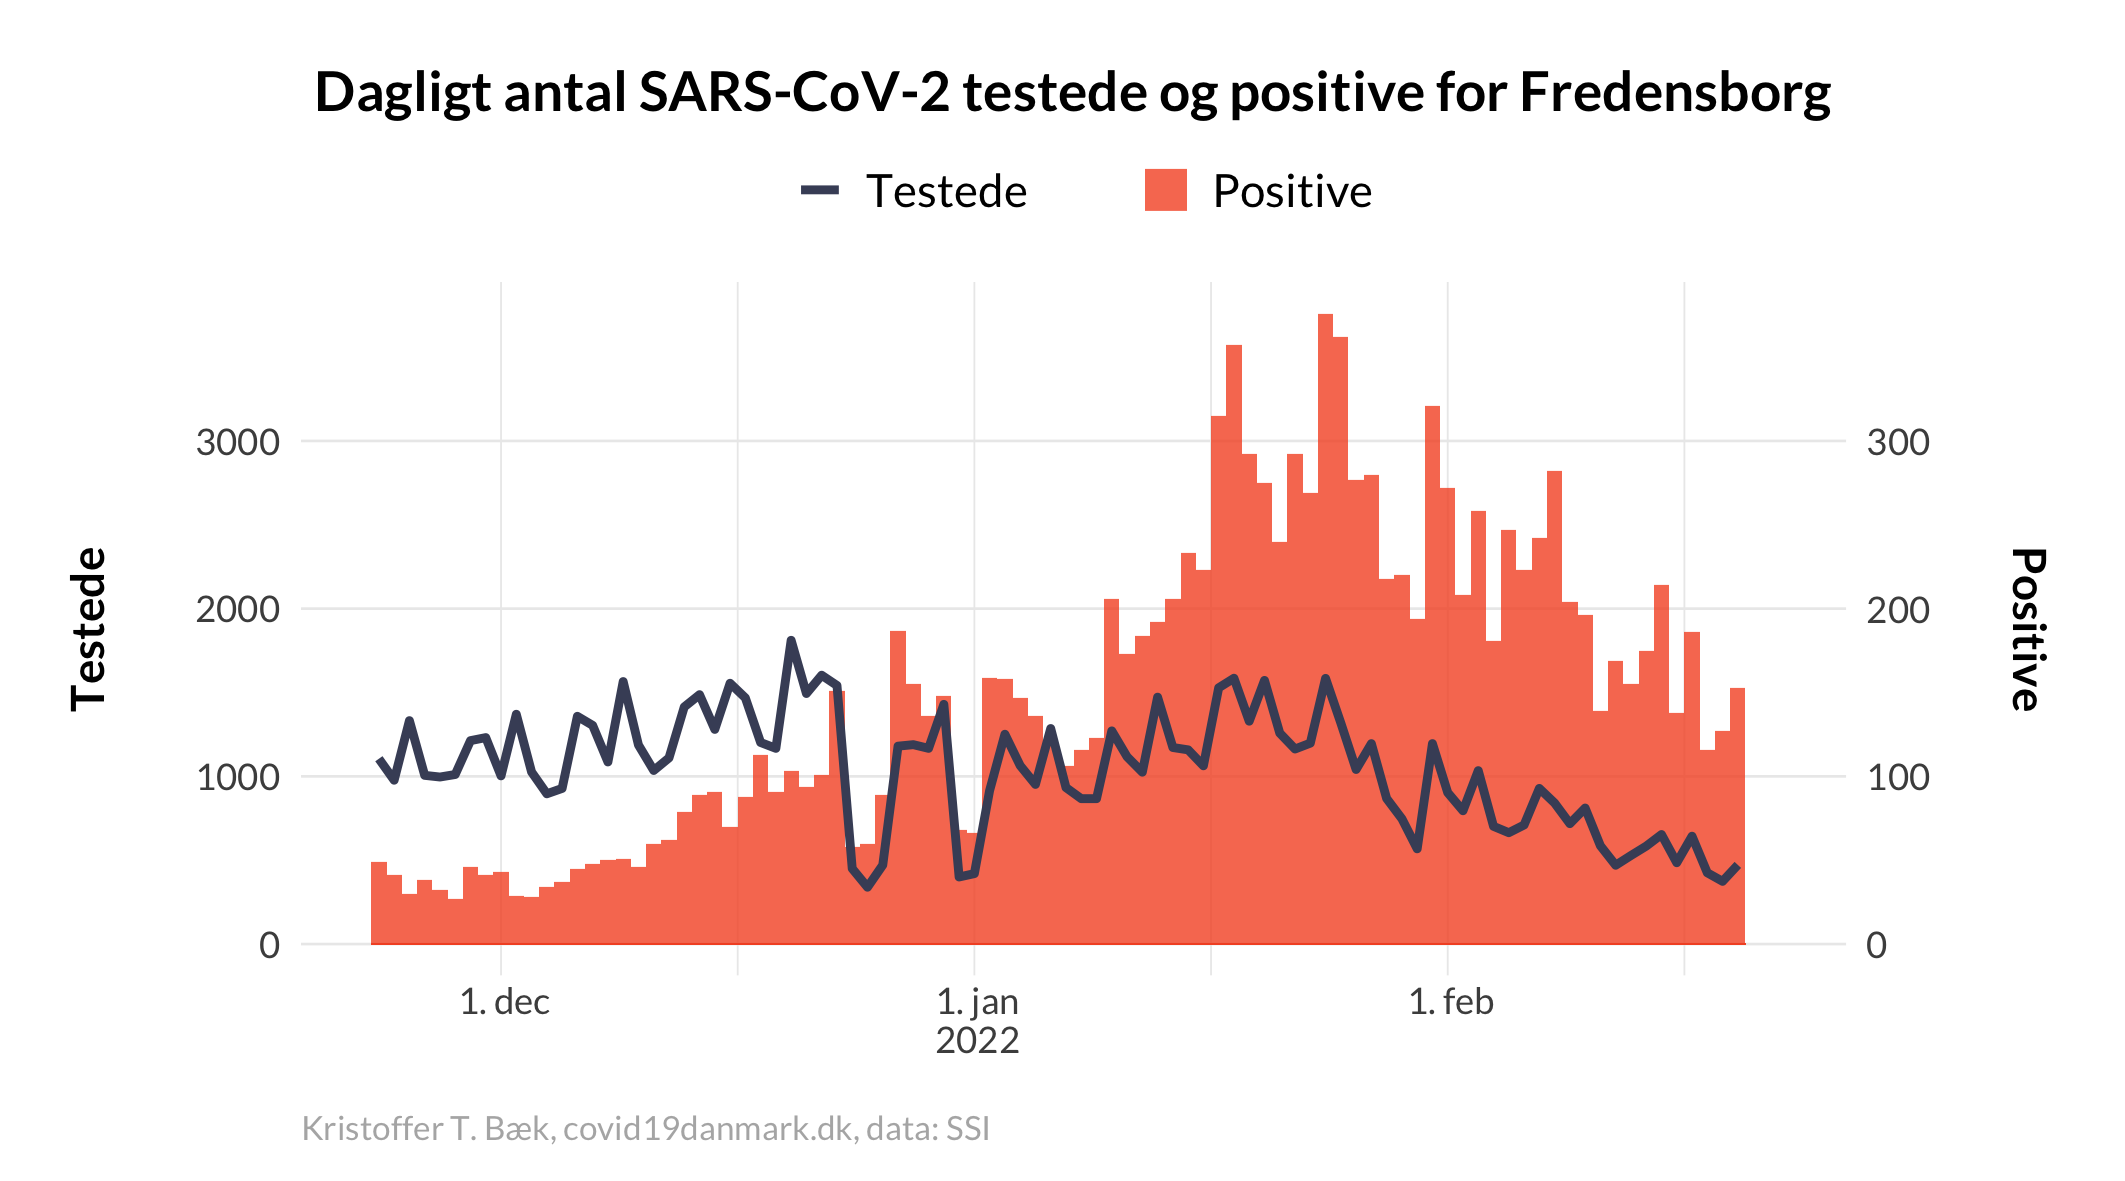 Dagligt antal SARS-CoV-2 testede og positive for Fredensborg
Testede
Positive
3000
2000
1000
0
Testede
300
200
100
0
Positive
1. dec
1. jan
2022
1. feb
Kristoffer T. Bæk, covid19danmark.dk, data: SSI